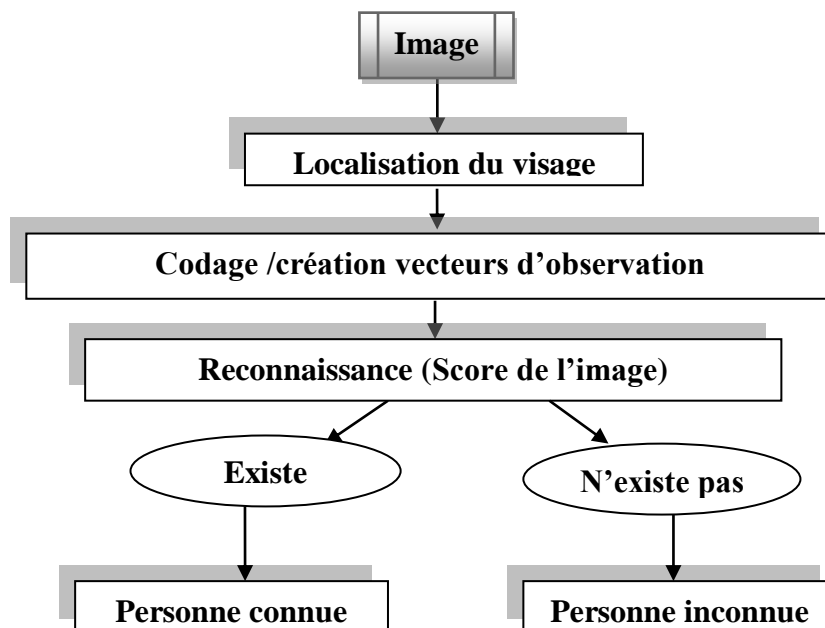 Image
Localisation du visage
Codage /création vecteurs d’observation
Reconnaissance (Score de l’image)
Existe
N’existe pas
Personne connue
Personne inconnue